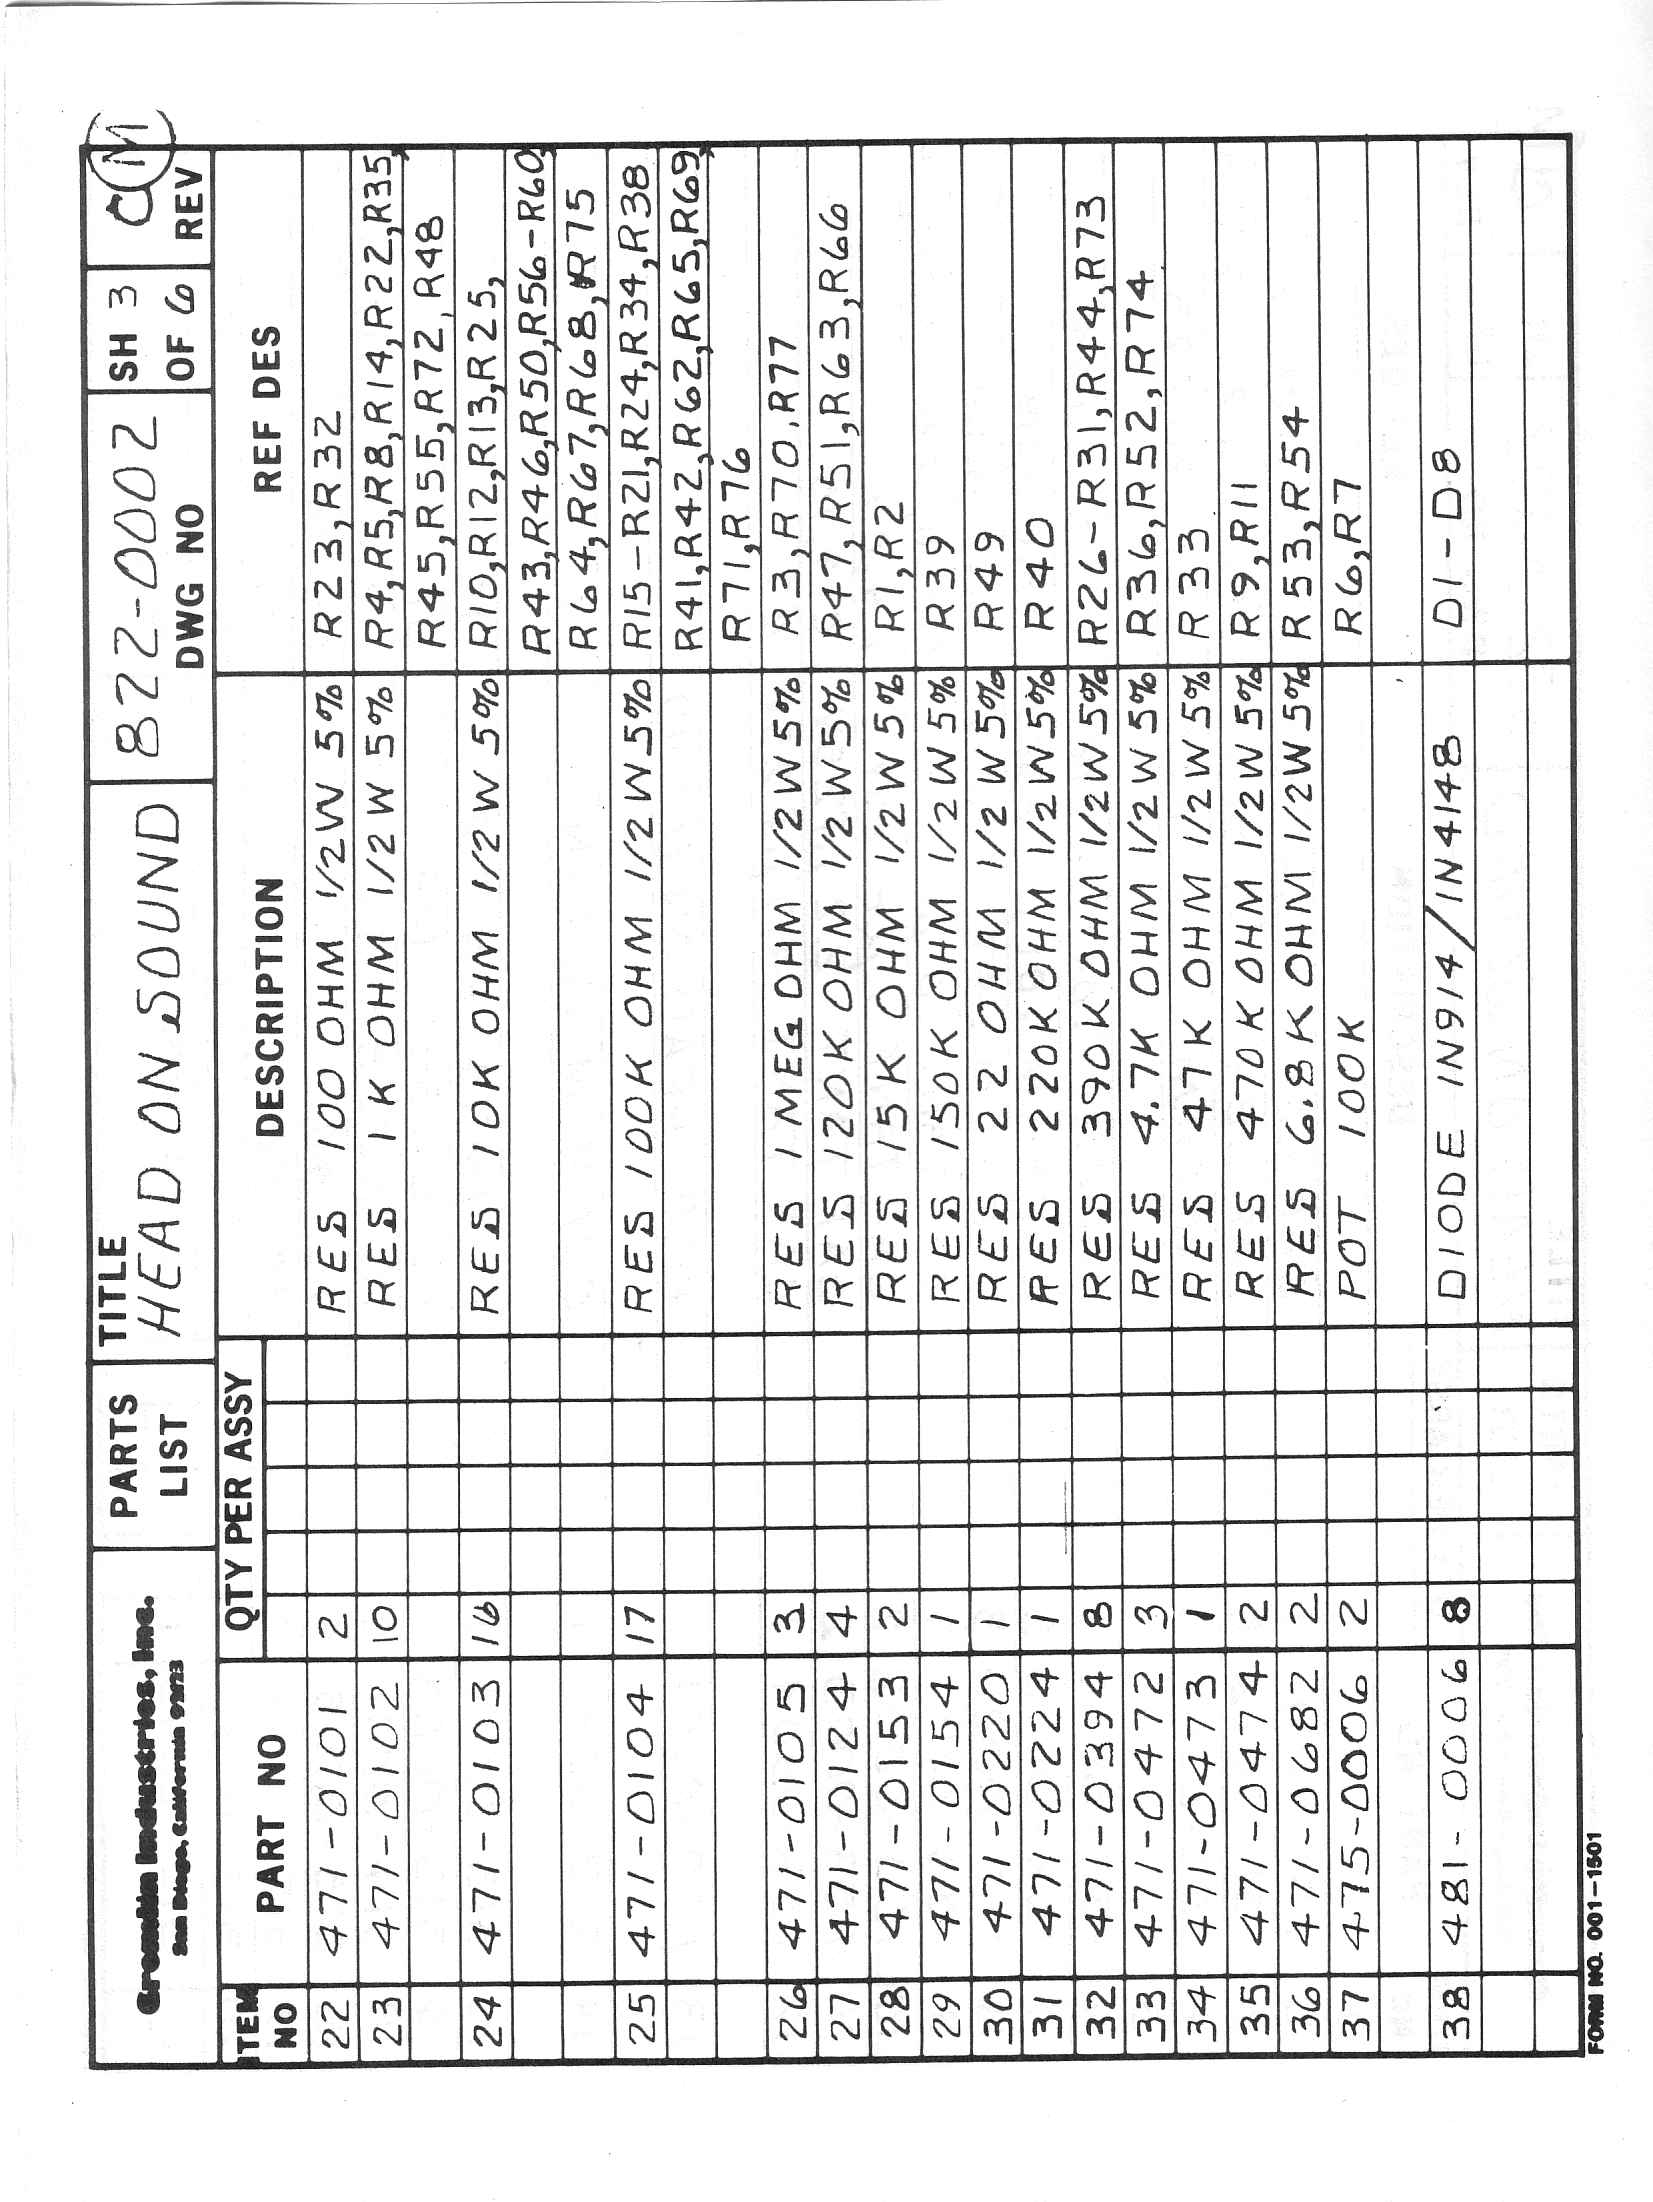 Gremlin Industries, Inc.
San Diego, California 92123
PARTS LIST
TITLE
HEAD ON SOUND
822-0002
DWG NO
SH 3
OF 6
C M
REV
ITEM NO PART NO QTY PER ASSY DESCRIPTION REF DES
22 471-0101 2 RES 100 OHM 1/2W 5% R23,R32
23 471-0102 10 RES 1K OHM 1/2W 5% R4,R5,R8,R14,R22,R35,
R45,R55,R72,R48
24 471-0103 16 RES 10K OHM 1/2W 5% R10,R12,R13,R25,
R43,R46,R50,R56-R60,
R64,R67,R68,R75
25 471-0104 17 RES 100K OHM 1/2W 5% R15-R21,R24,R34,R38
R41,R42,R62,R65,R69,
R71,R76
26 471-0105 3 RES 1 MEG OHM 1/2W 5% R3,R70,R77
27 471-0124 4 RES 120K OHM 1/2W 5% R47,R51,R63,R66
28 471-0153 2 RES 15K OHM 1/2W 5% R1,R2
29 471-0154 1 RES 150K OHM 1/2W 5% R39
30 471-0220 1 RES 22 OHM 1/2W 5% R49
31 471-0224 1 RES 220K OHM 1/2W 5% R40
32 471-0394 8 RES 390K OHM 1/2W 5% R26-R31,R44,R73
33 471-0472 3 RES 4.7K OHM 1/2W 5% R36,R52,R74
34 471-0473 1 RES 47K OHM 1/2W 5% R33
35 471-0474 2 RES 470K OHM 1/2W 5% R9,R11
36 471-0682 2 RES 6.8K OHM 1/2W 5% R53,R54
37 475-0006 2 POT 100K R6,R7
38 481-0006 8 DIODE IN914/IN4148 D1-D8
FORM NO. 001-1501